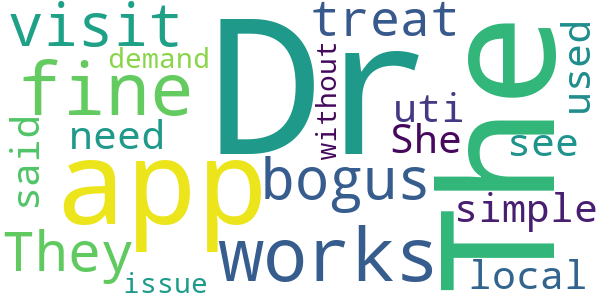 visit
treat
Dr
The
used
demand
fine
without
uti
said
need
She
see
app
bogus
simple
They
works
local
issue